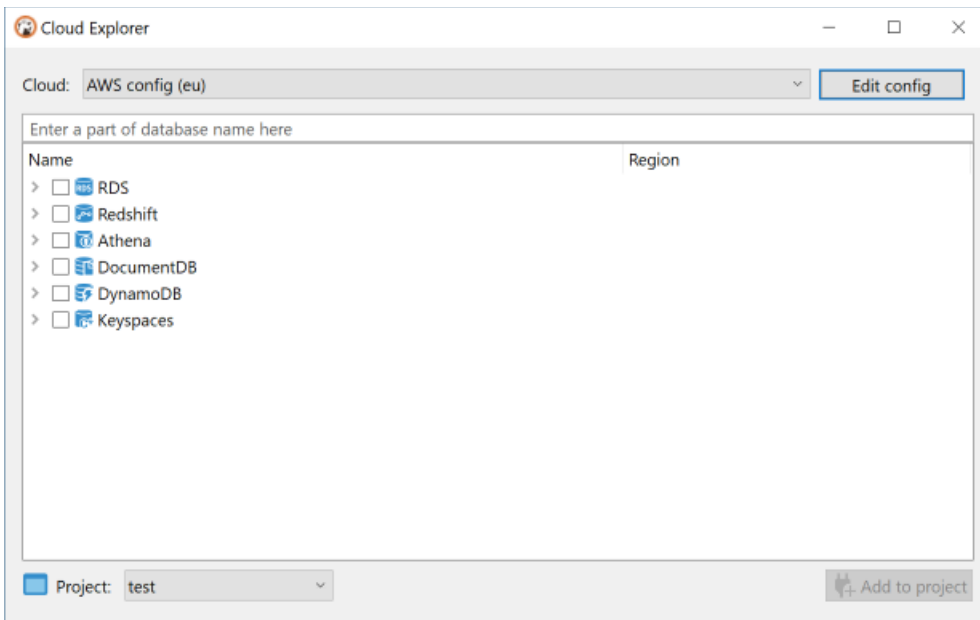 Cloud Explorer
Cloud: AWS config (eu) Edit config
Enter a part of database name here
Name Region
RDS RDS
Redshift
Athena
DocumentDB
DynamoDB
Keyspaces
Project: test Add to project